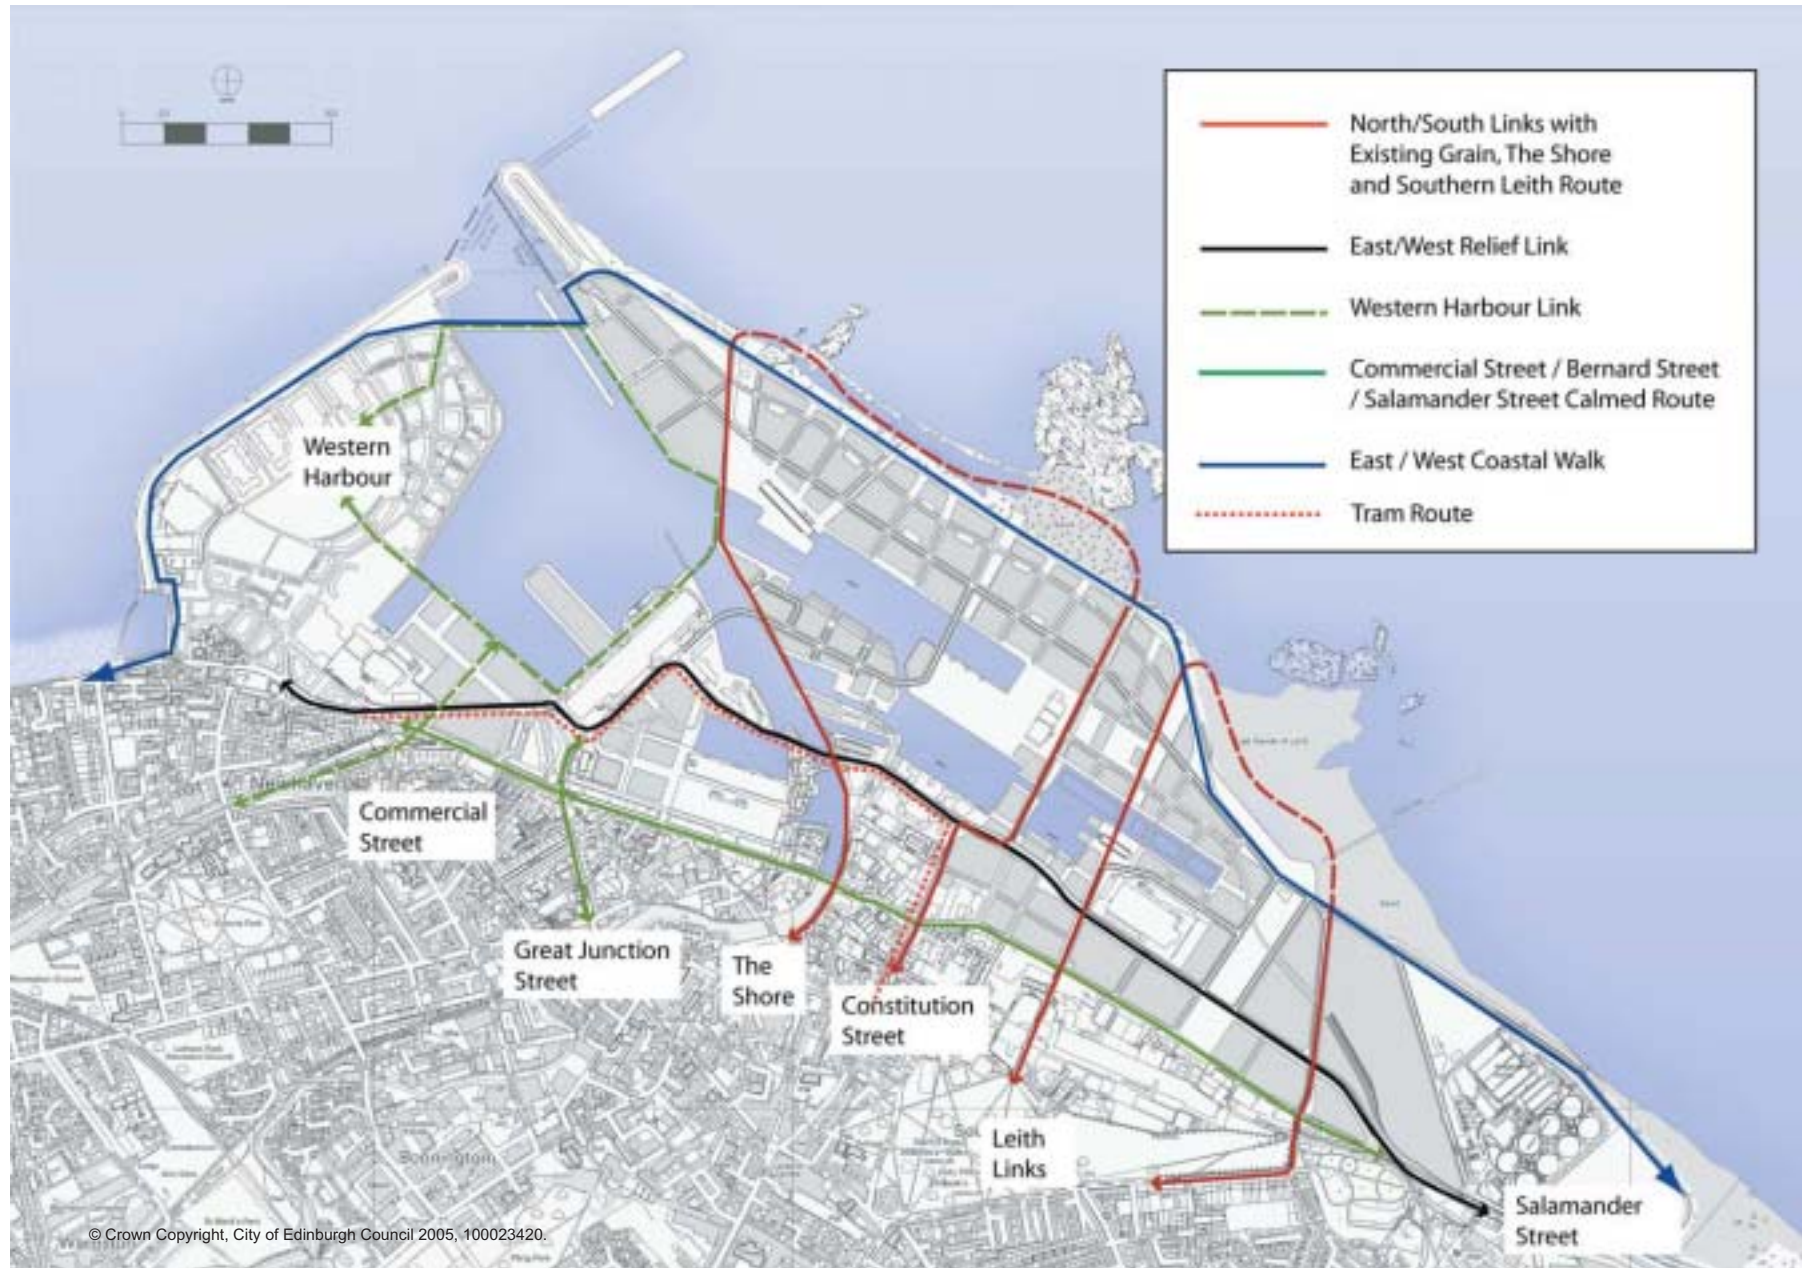 North/South Links with
Existing Grain, The Shore
and Southern Leith Route
East/West Relief Link
Western Harbour Link
Commercial Street / Bernard Street
/ Salamander Street Calmed Route
East / West Coastal Walk
Tram Route
Western
Harbour
Commercial
Street
Great Junction
Street
The
Shore
Constitution
Street
Leith
Links
Salamander
Street
Bonnington
© Crown Copyright, City of Edinburgh Council 2005, 100023420.